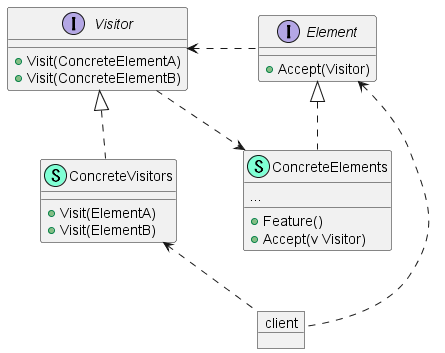 I Visitor
Visit(ConcreteElementA)
Visit(ConcreteElementB)
I Element
Accept(Visitor)
S ConcreteVisitors
Visit(ElementA)
Visit(ElementB)
S ConcreteElements
...
Feature()
Accept(v Visitor)
client